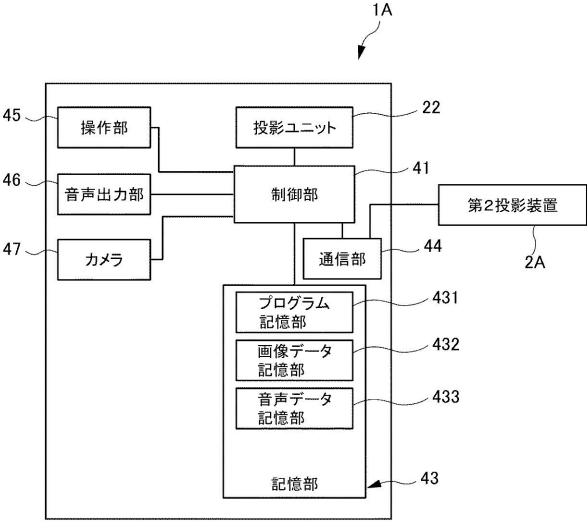 1A
45
操作部
投影ユニット
22
46
音声出力部
制御部
41
第2投影装置
2A
47
カメラ
通信部
44
プログラム
記憶部
431
画像データ
記憶部
432
音声データ
記憶部
433
記憶部
43